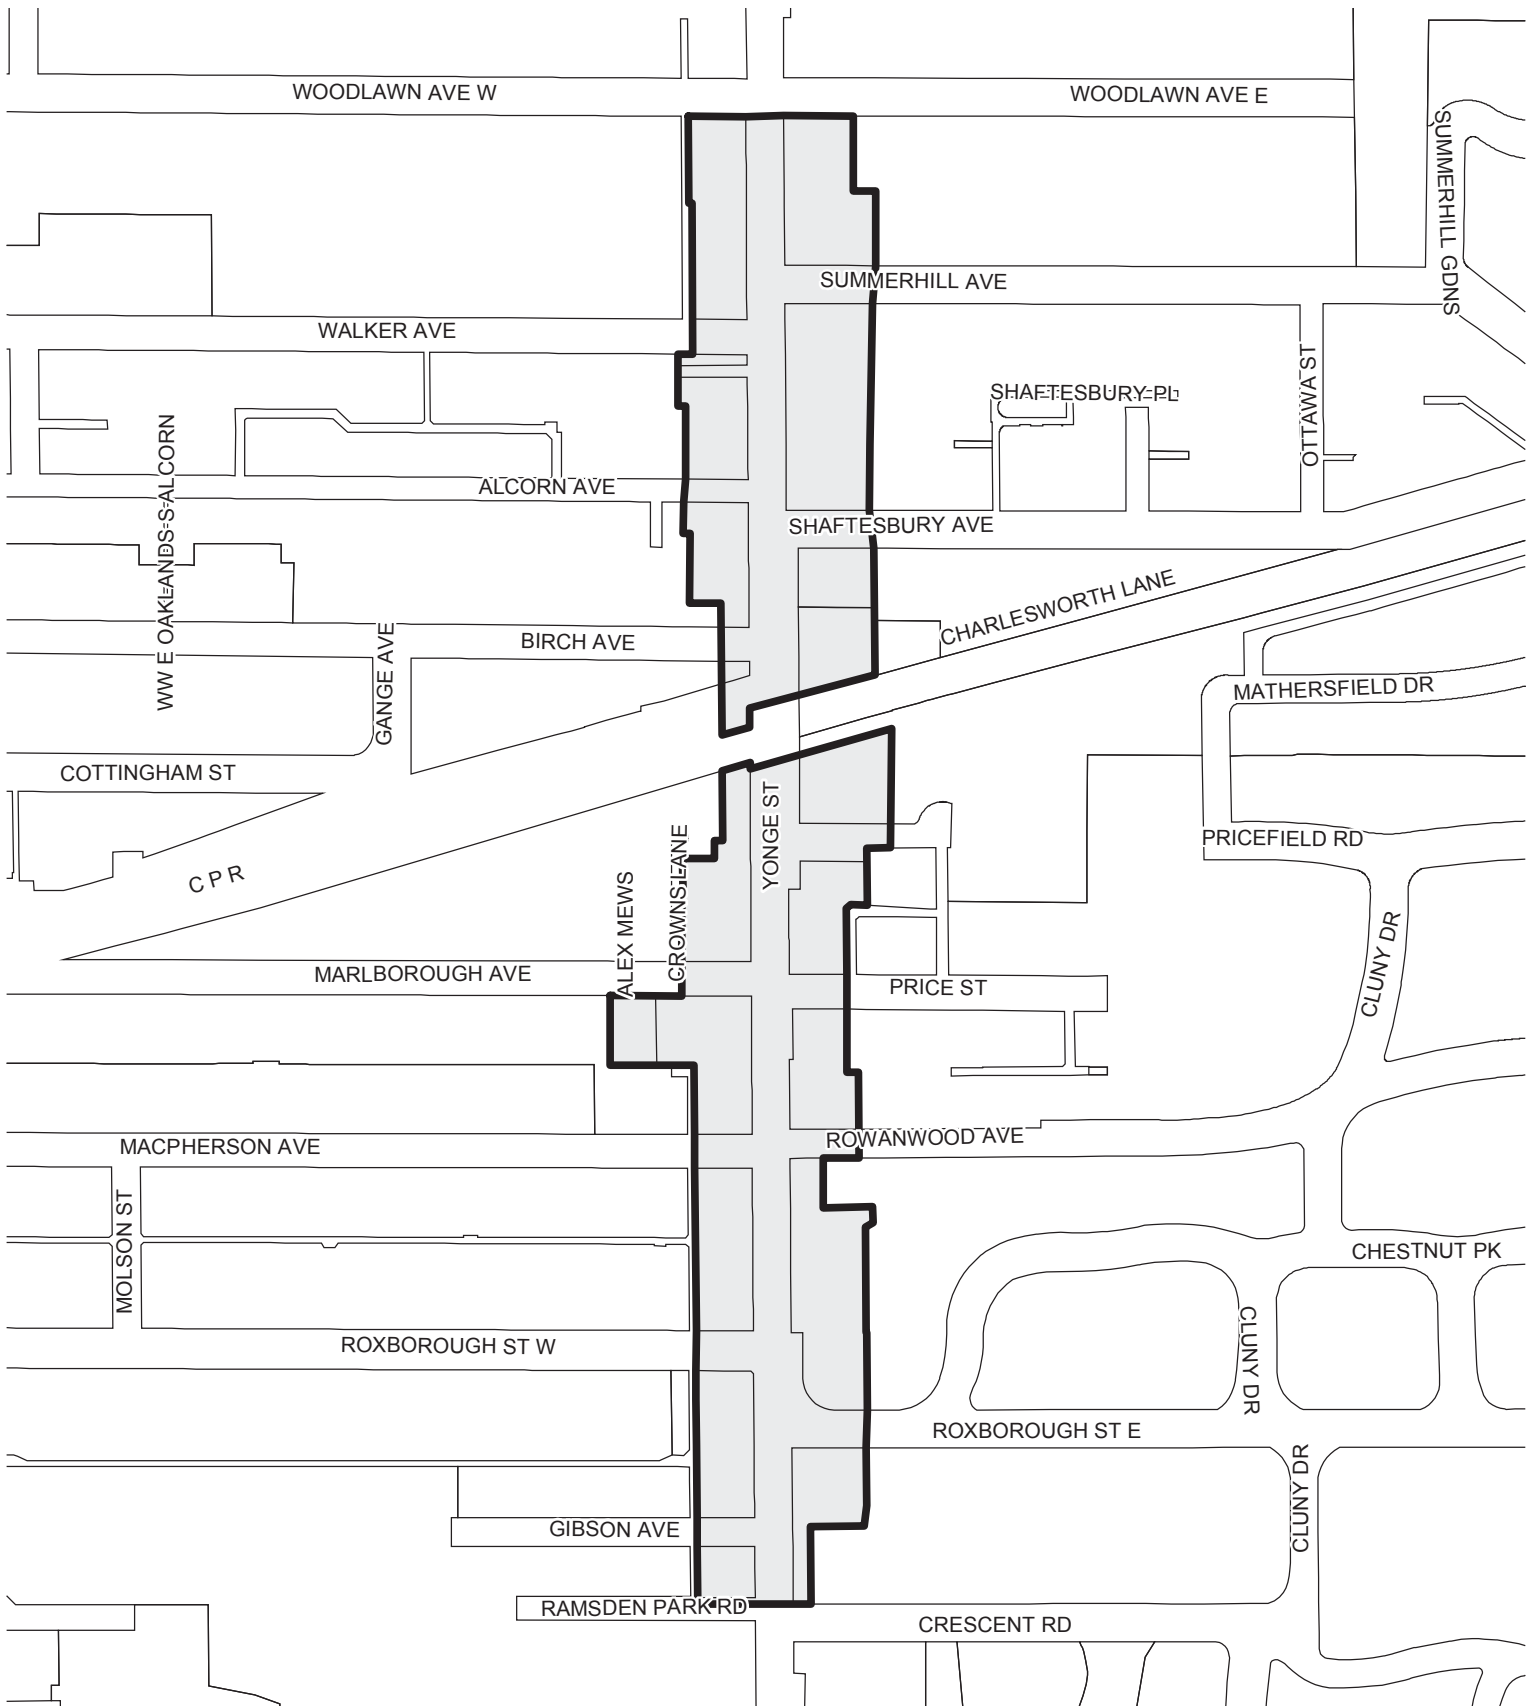 WOODLAWN AVE W
WOODLAWN AVE E
SUMMERHILL GDNS
SUMMERHILL AVE
WALKER AVE
OTTAWA ST
SHAFTESBURY PL
WW E OAKLANDS-S-ALCORN
ALCORN AVE
SHAFTESBURY AVE
CHARLESWORTH LANE
BIRCH AVE
GANGE AVE
MATHERSFIELD DR
COTTINGHAM ST
YONGE ST
CROWNS LANE
PRICEFIELD RD
C P R
ALEX MEWS
CLUNY DR
MARLBOROUGH AVE
PRICE ST
ROWANWOOD AVE
MACPHERSON AVE
MOLSON ST
CHESTNUT PK
CLUNY DR
ROXBOROUGH ST W
ROXBOROUGH ST E
CLUNY DR
GIBSON AVE
RAMSDEN PARK RD
CRESCENT RD